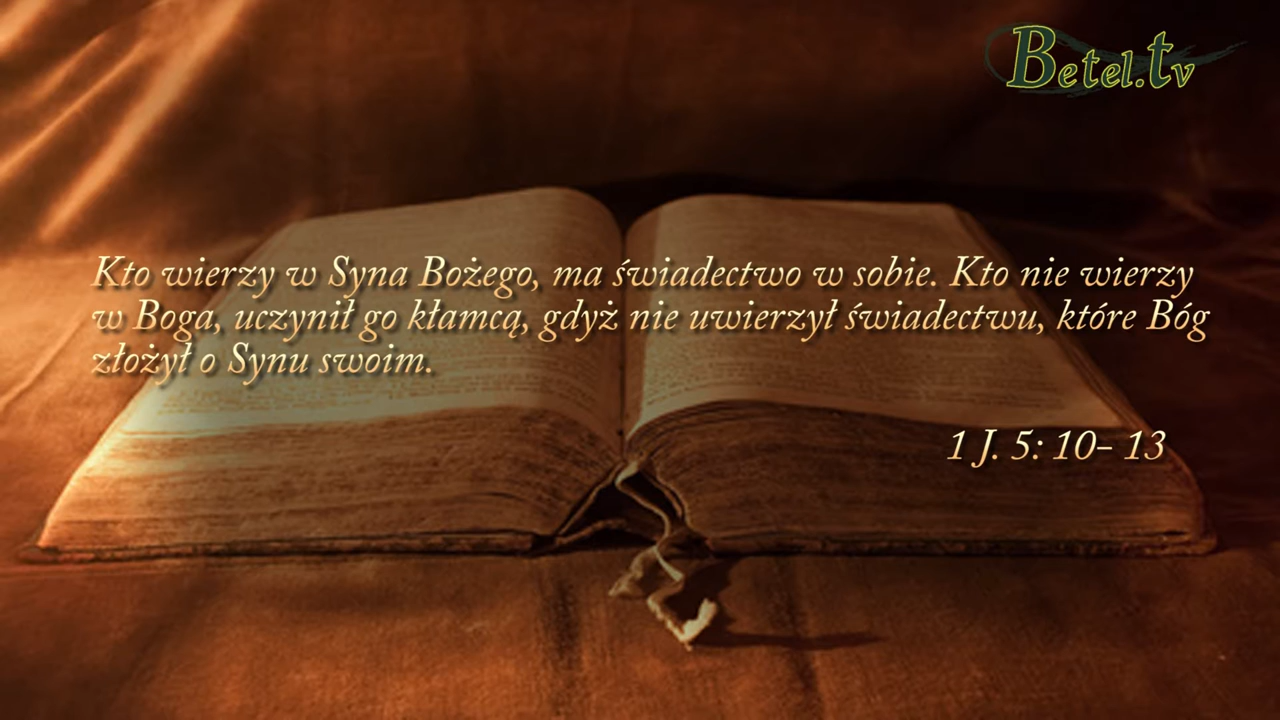 Betel.tv
Kto wierzy w Syna Bożego, ma świadectwo w sobie. Kto nie wierzy
w Boga, uczynił go kłamcą, gdyż nie uwierzył świadectwu, które Bóg
złożył o Synu swoim.
1 J. 5: 10- 13